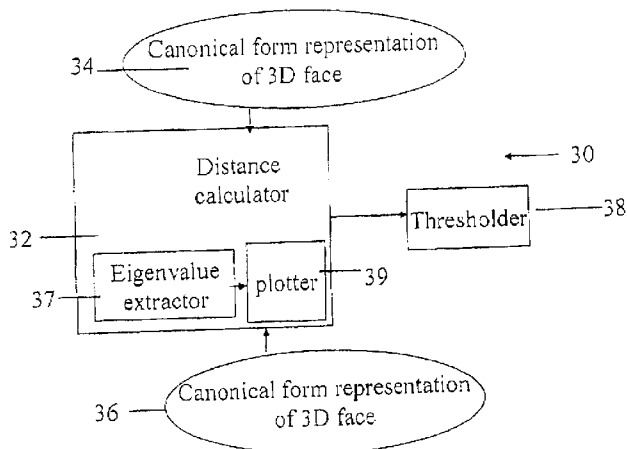 34
Canonical form representation
of 3D face
Distance
calculator
30
Thresholder
38
32
Eigenvalue
extractor
plotter
37
39
Canonical form representation
of 3D face
36